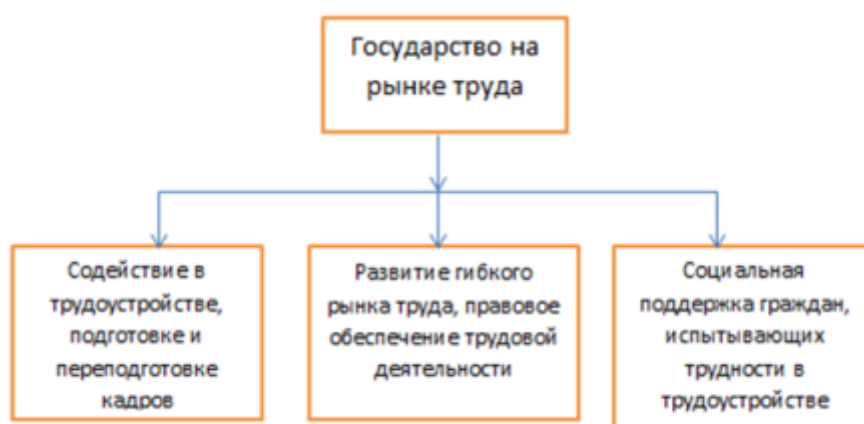 Государство на
рынке труда
Содействие в
трудоустройстве,
подготовке и
переподготовке
кадров
Развитие гибкого
рынка труда, правовое
обеспечение трудовой
деятельности
Социальная
поддержка граждан,
испытывающих
трудности в
трудоустройстве